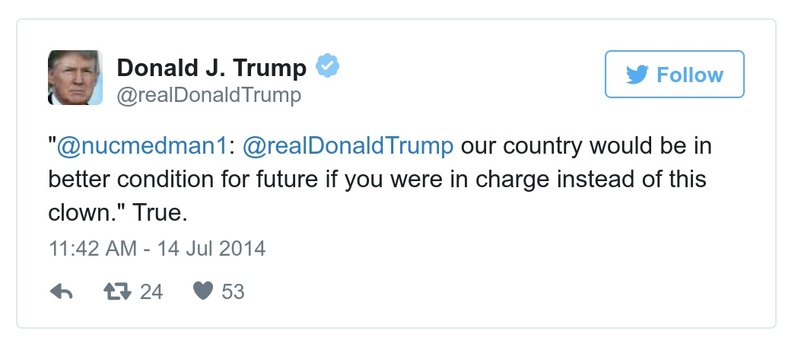 Donald J. Trump
@realDonaldTrump
Follow
"@nucmedman1: @realDonaldTrump our country would be in
better condition for future if you were in charge instead of this
clown." True.
11:42 AM - 14 Jul 2014
24 53